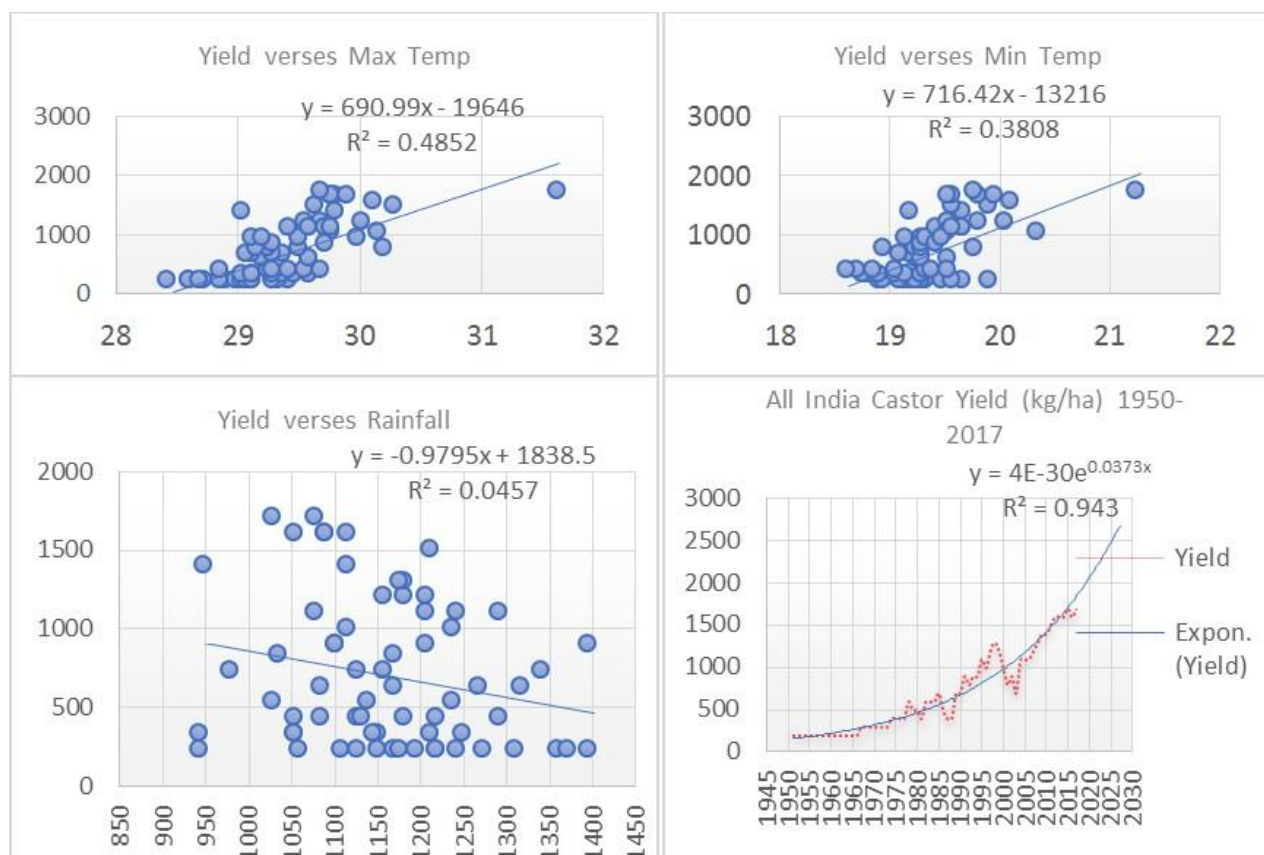 Yield verses Max Temp
y = 690.99x - 19646
R² = 0.4852
3000
2000
1000
0
28 29 30 31 32
Yield verses Min Temp
y = 716.42x - 13216
R² = 0.3808
3000
2000
1000
0
18 19 20 21 22
Yield verses Rainfall
y = -0.9795x + 1838.5
R² = 0.0457
2000
1500
1000
500
0
850 900 950 1000 1050 1100 1150 1200 1250 1300 1350 1400 1450
All India Castor Yield (kg/ha) 1950-
2017
y = 4E-30e^0.0373x
R² = 0.943
3000
2500
2000
1500
1000
500
0
Yield
Expon.
(Yield)
1945 1950 1955 1960 1965 1970 1975 1980 1985 1990 1995 2000 2005 2010 2015 2020 2025 2030